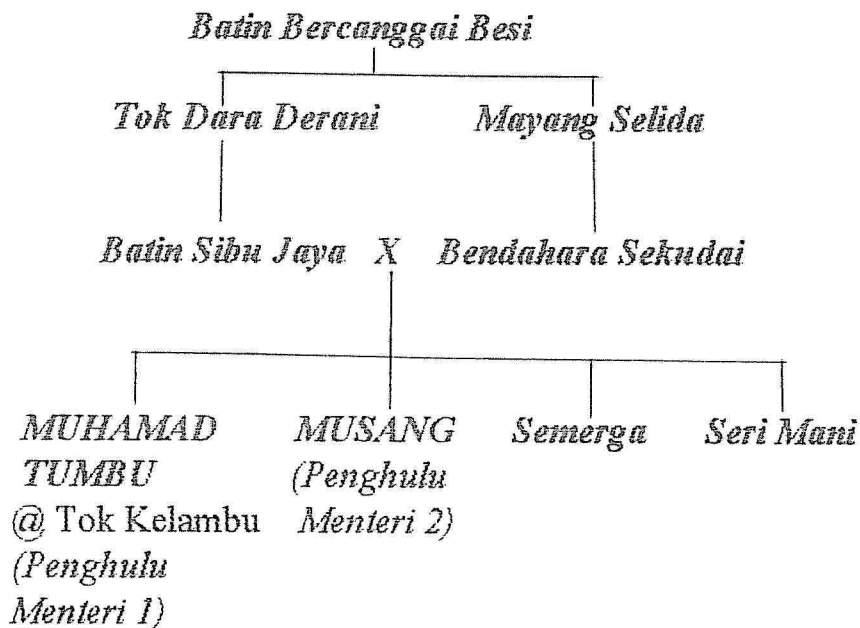 Batin Bercanggai Besi
Tok Dara Derani Mayang Selida
Batin Sibu Jaya X Bendahara Sekudai
MUHAMAD TUMBU @ Tok Kelambu (Penghulu Menteri 1)
MUSANG (Penghulu Menteri 2)
Semerga
Seri Mani